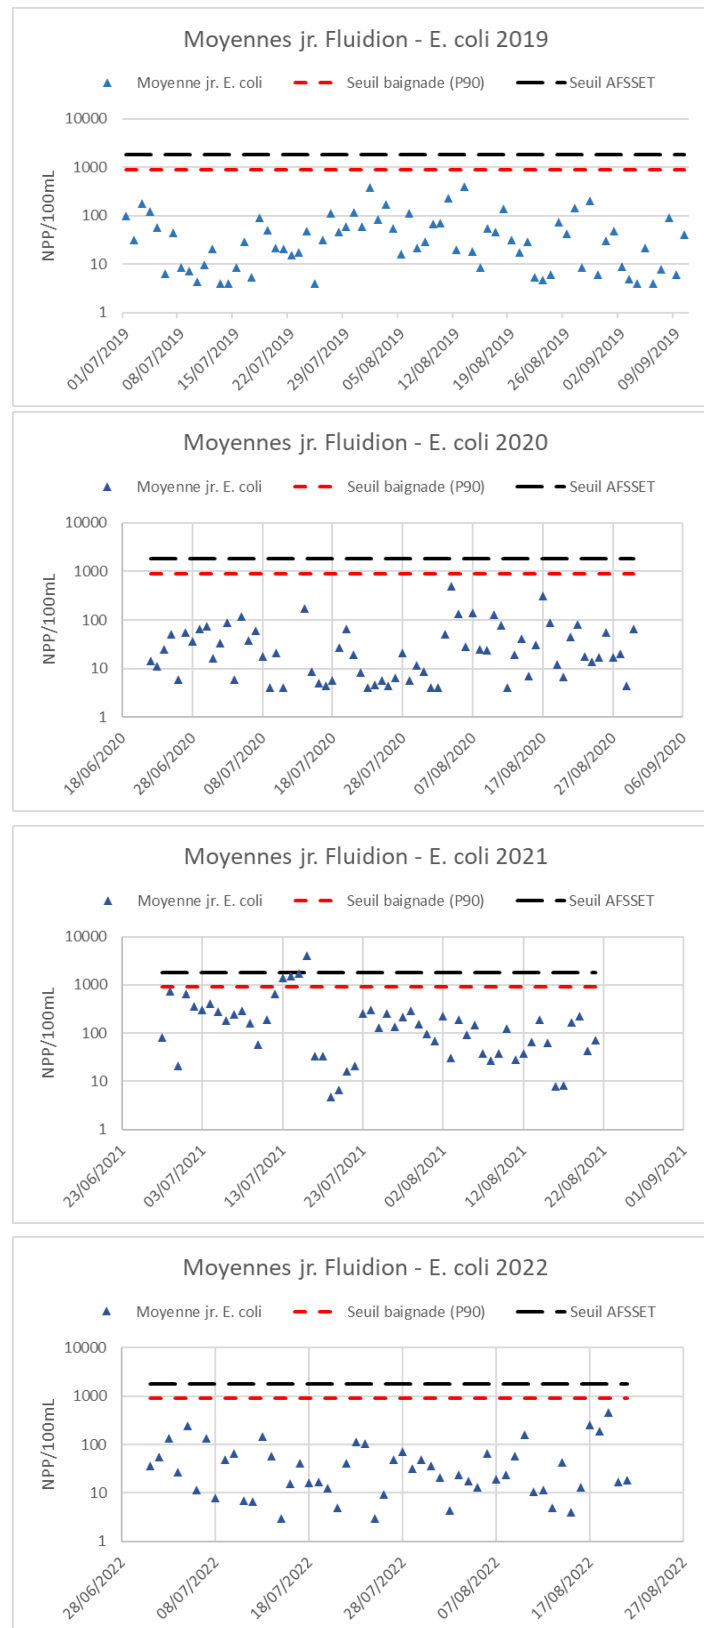 Moyennes jr. Fluidion - E. coli 2019
Moyenne jr. E. coli Seuil baignade (P90) Seuil AFSSET
NPP/100mL
10000
1000
100
10
1
01/07/2019 08/07/2019 15/07/2019 22/07/2019 29/07/2019 05/08/2019 12/08/2019 19/08/2019 26/08/2019 02/09/2019 09/09/2019
Moyennes jr. Fluidion - E. coli 2020
Moyenne jr. E. coli Seuil baignade (P90) Seuil AFSSET
NPP/100mL
10000
1000
100
10
1
18/06/2020 28/06/2020 08/07/2020 18/07/2020 28/07/2020 07/08/2020 17/08/2020 27/08/2020 06/09/2020
Moyennes jr. Fluidion - E. coli 2021
Moyenne jr. E. coli Seuil baignade (P90) Seuil AFSSET
NPP/100mL
10000
1000
100
10
1
23/06/2021 03/07/2021 13/07/2021 23/07/2021 02/08/2021 12/08/2021 22/08/2021 01/09/2021
Moyennes jr. Fluidion - E. coli 2022
Moyenne jr. E. coli Seuil baignade (P90) Seuil AFSSET
NPP/100mL
10000
1000
100
10
1
28/06/2022 08/07/2022 18/07/2022 28/07/2022 07/08/2022 17/08/2022 27/08/2022